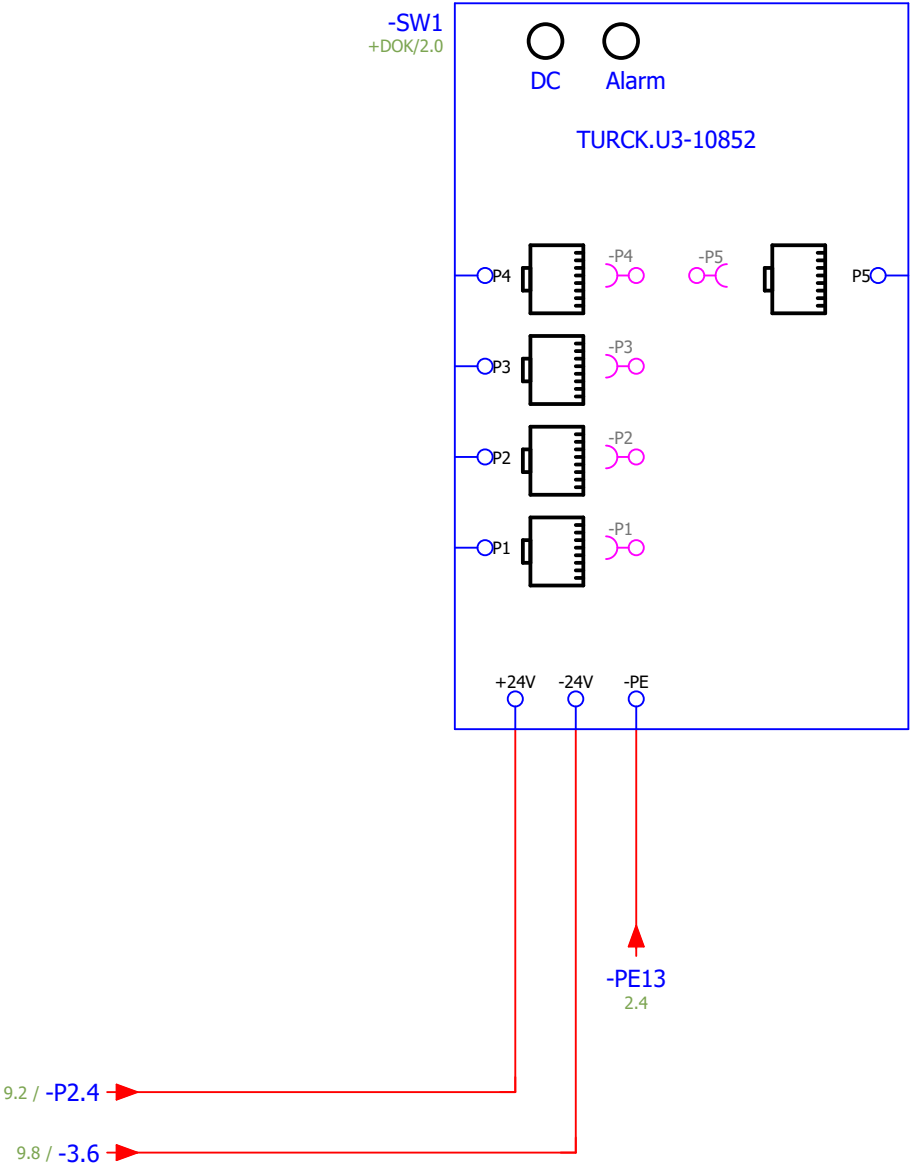 -SW1
+DOK/2.0
DC Alarm
TURCK.U3-10852
P4 -P4 -P5 P5
P3 -P3
P2 -P2
P1 -P1
+24V -24V -PE
-PE13
2.4
9.2 / -P2.4
9.8 / -3.6